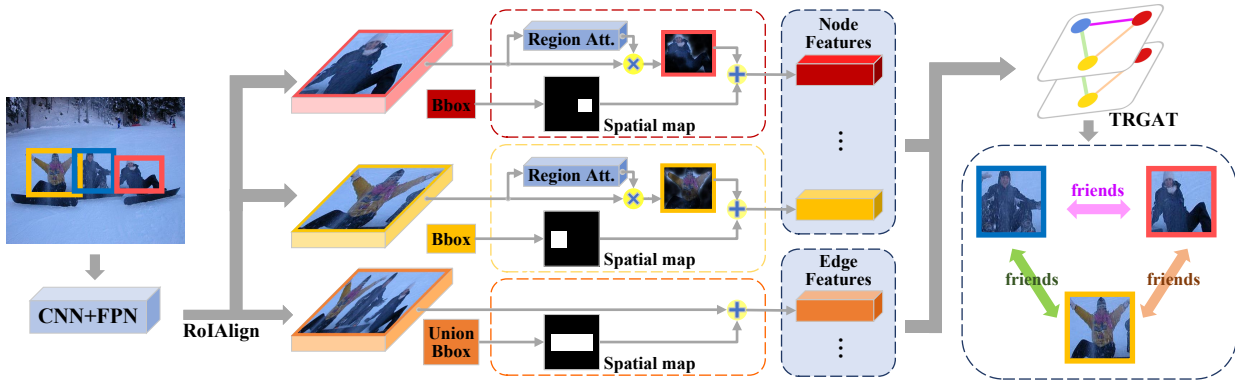 CNN+FPN
RoIAlign
Region Att.
Bbox
Spatial map
Region Att.
Bbox
Spatial map
Union
Bbox
Spatial map
Node
Features
...
Edge
Features
...
TRGAT
friends
friends
friends